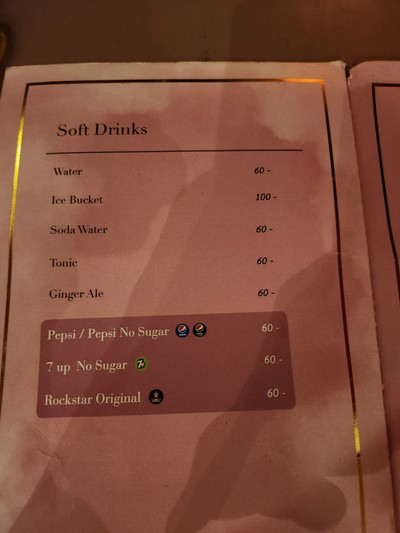 Soft Drinks
Water 60 -
Ice Bucket 100 -
Soda Water 60 -
Tonic 60 -
Ginger Ale 60 -
Pepsi / Pepsi No Sugar 60 -
7 up No Sugar 60 -
Rockstar Original 60 -